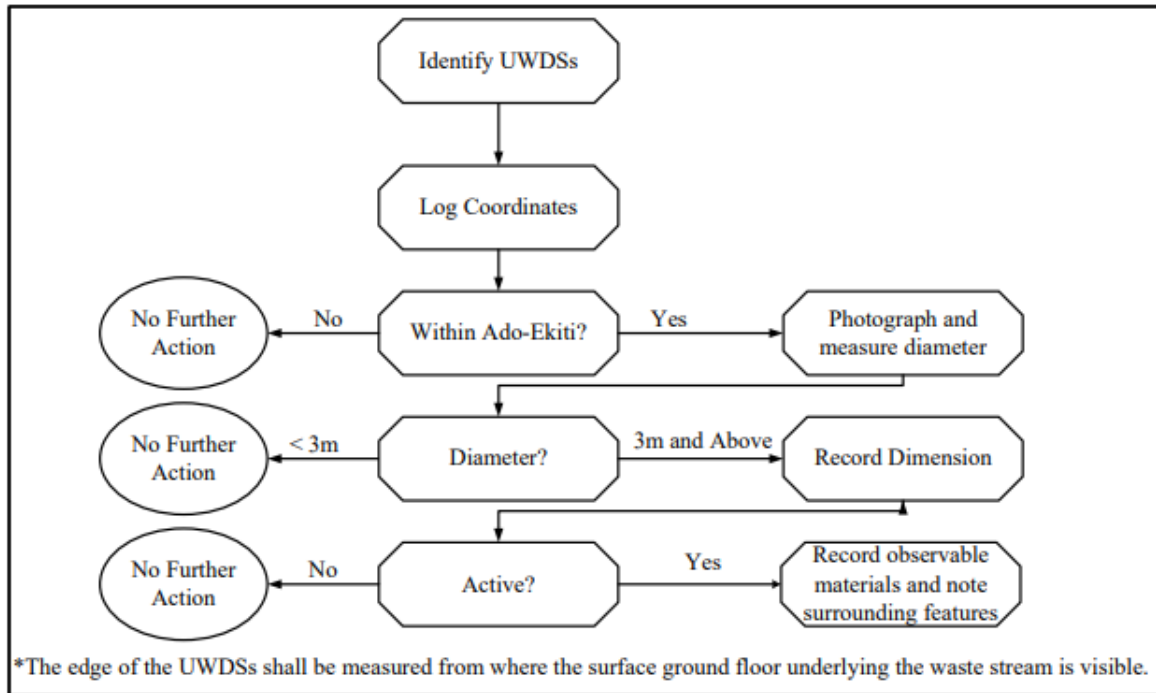 Identify UWDSs
Log Coordinates
No Further
Action
No
Within Ado-Ekiti?
Yes
Photograph and
measure diameter
No Further
Action
< 3m
Diameter?
3m and Above
Record Dimension
No Further
Action
No
Active?
Yes
Record observable
materials and note
surrounding features
*The edge of the UWDSs shall be measured from where the surface ground floor underlying the waste stream is visible.